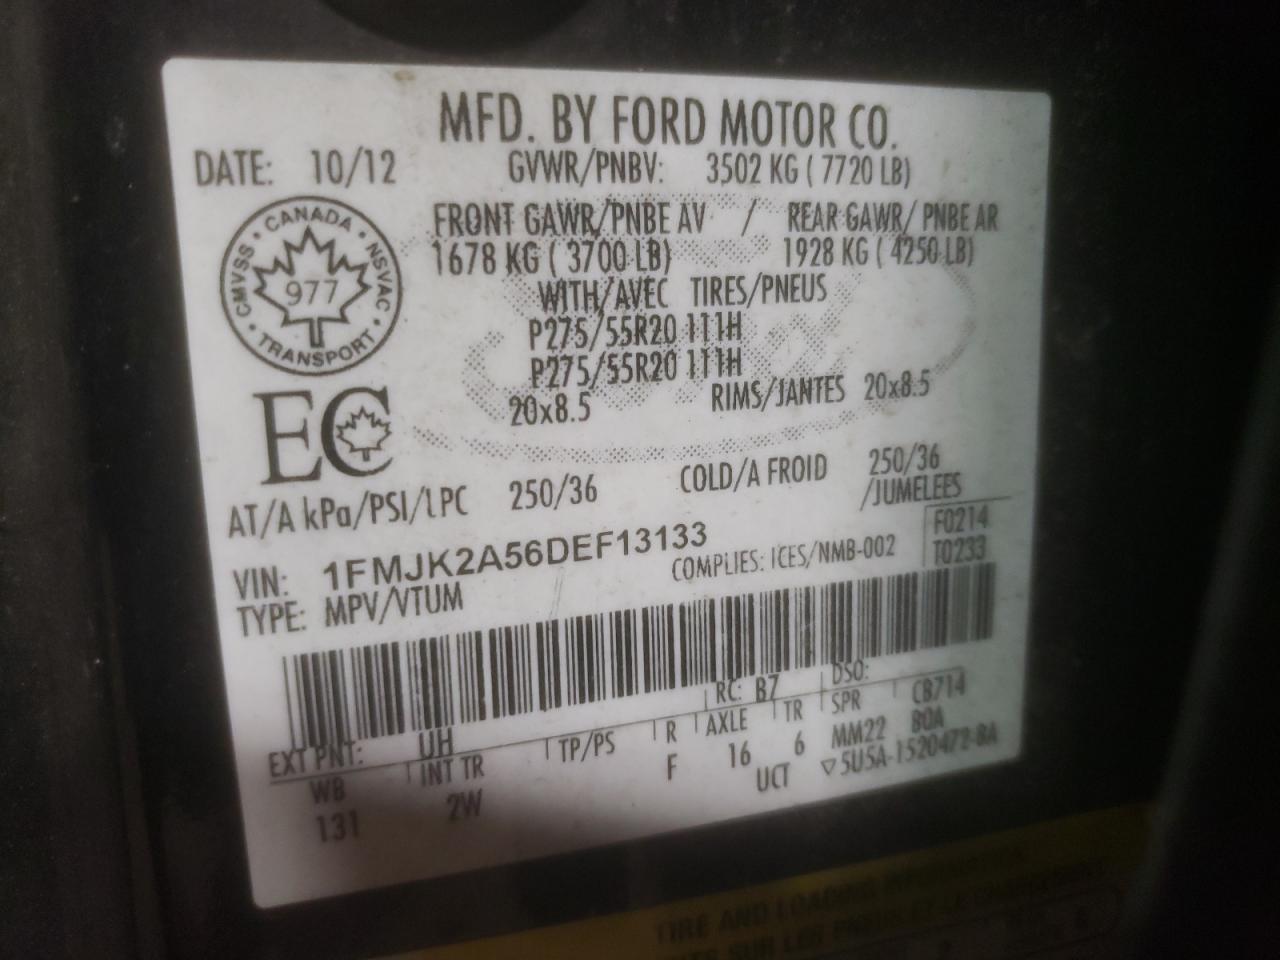 MFD. BY FORD MOTOR CO.
DATE: 10/12 GVWR/PNBV: 3502 KG ( 7720 LB)
FRONT GAWR/PNBE AV / REAR GAWR/ PNBE AR
1678 KG ( 3700 LB) 1928 KG ( 4250 LB)
WITH/AVEC TIRES/PNEUS
P275/55R20 111H
P275/55R20 111H
20x8.5 RIMS/JANTES 20x8.5
CANADA NSVAC TRANSPORT CMVSS
977
EC
AT/A kPa/PSI/LPC 250/36 COLD/A FROID 250/36
/JUMELEES
VIN: 1FMJK2A56DEF13133 F0214
TYPE: MPV/VTUM COMPLIES: ICES/NMB-002 T0233
EXT PNT: UH RC: B7 DSO:
WB INT TR TP/PS R AXLE TR SPR CB714
131 2W F 16 6 MM22 B0A
UCT ▽5U5A-1520472-BA
TIRE AND LOADING INFORMATION